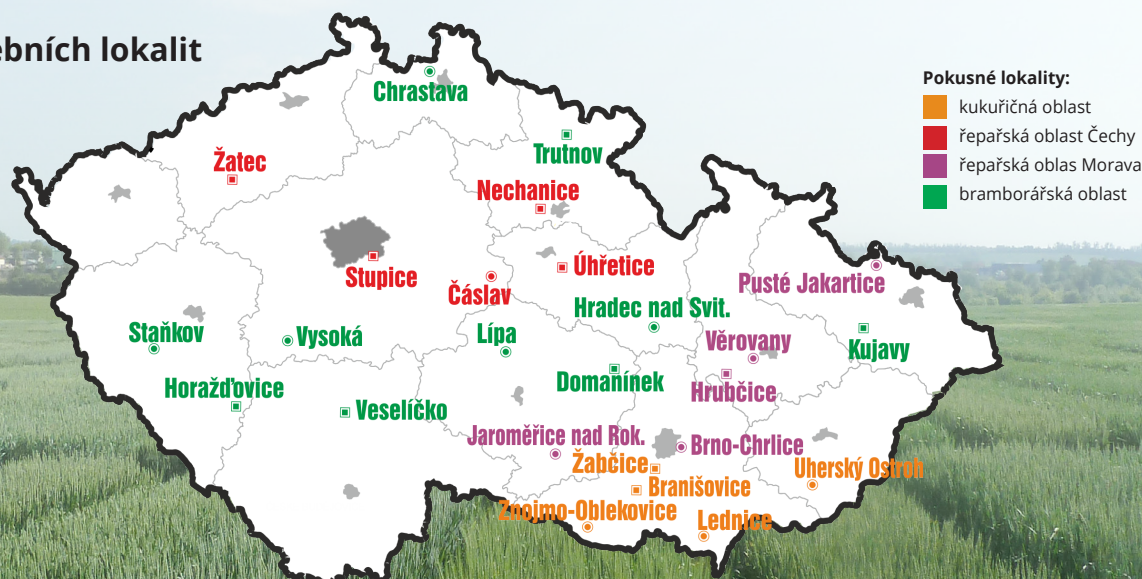 ebních lokalit
Pokusné lokality:
kukuřičná oblast
řepařská oblast Čechy
řepařská oblas Morava
bramborářská oblast
Chrastava
Trutnov
Žatec
Nechanice
Stupice
Čáslav
Úhřetice
Pusté Jakartice
Hradec nad Svit.
Staňkov
Vysoká
Lípa
Věrovany
Kujavy
Horažďovice
Domanínek
Hrubčice
Veselíčko
Jaroměřice nad Rok.
Brno-Chrlice
Žabčice
Uherský Ostroh
Branišovice
Znojmo-Oblekovice
Lednice